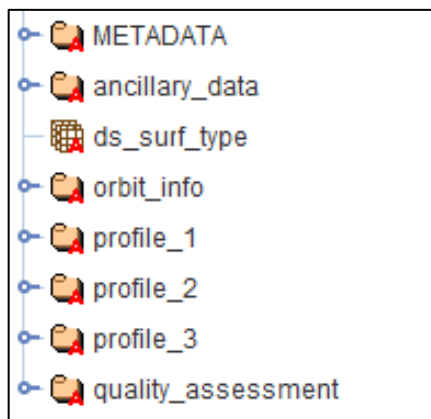 METADATA
ancillary_data
ds_surf_type
orbit_info
profile_1
profile_2
profile_3
quality_assessment